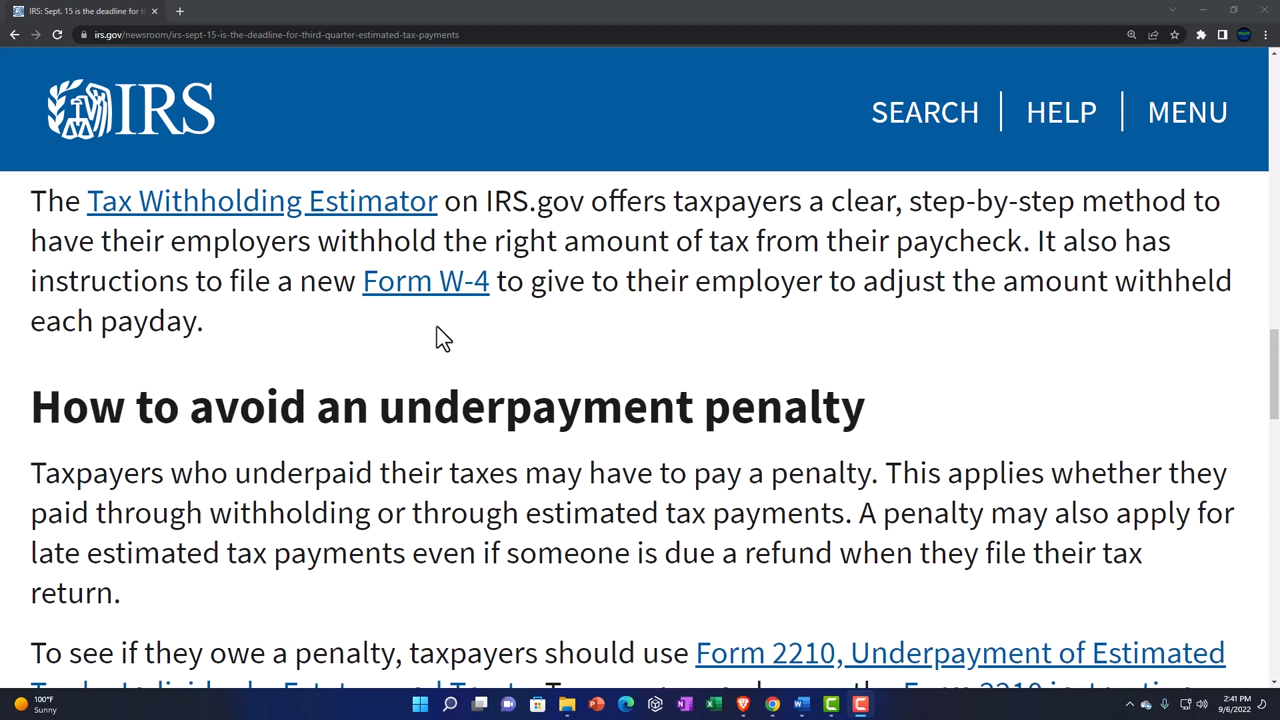 IRS: Sept. 15 is the deadline for t
irs.gov/newsroom/irs-sept-15-is-the-deadline-for-third-quarter-estimated-tax-payments
IRS
SEARCH HELP MENU
The Tax Withholding Estimator on IRS.gov offers taxpayers a clear, step-by-step method to
have their employers withhold the right amount of tax from their paycheck. It also has
instructions to file a new Form W-4 to give to their employer to adjust the amount withheld
each payday.
How to avoid an underpayment penalty
Taxpayers who underpaid their taxes may have to pay a penalty. This applies whether they
paid through withholding or through estimated tax payments. A penalty may also apply for
late estimated tax payments even if someone is due a refund when they file their tax
return.
To see if they owe a penalty, taxpayers should use Form 2210, Underpayment of Estimated
100°F
Sunny
2:41 PM
9/6/2022